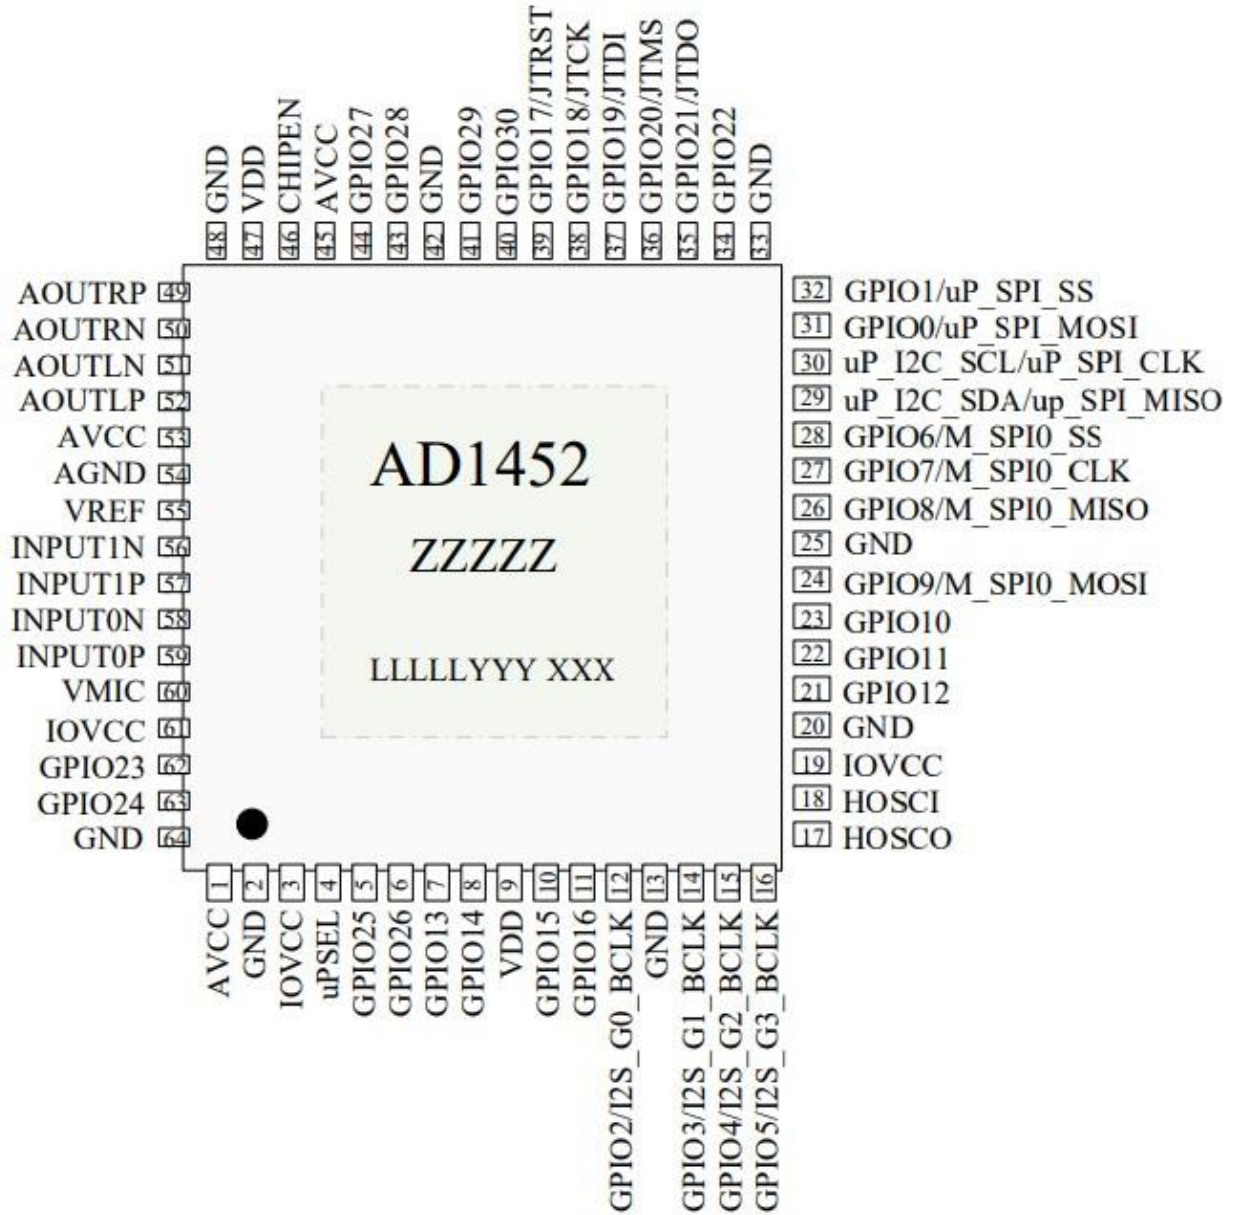 48 GND
47 VDD
46 CHIPEN
45 AVCC
44 GPIO27
43 GPIO28
42 GND
41 GPIO29
40 GPIO30
39 GPIO17/JTRST
38 GPIO18/JTCK
37 GPIO19/JTDI
36 GPIO20/JTMS
35 GPIO21/JTDO
34 GPIO22
33 GND
AOUTRP 49
AOUTRN 50
AOUTLN 51
AOUTLP 52
AVCC 53
AGND 54
VREF 55
INPUT1N 56
INPUT1P 57
INPUT0N 58
INPUT0P 59
VMIC 60
IOVCC 61
GPIO23 62
GPIO24 63
GND 64
AD1452
ZZZZZ
LLLLLYYY XXX
32 GPIO1/uP_SPI_SS
31 GPIO0/uP_SPI_MOSI
30 uP_I2C_SCL/uP_SPI_CLK
29 uP_I2C_SDA/up_SPI_MISO
28 GPIO6/M_SPI0_SS
27 GPIO7/M_SPI0_CLK
26 GPIO8/M_SPI0_MISO
25 GND
24 GPIO9/M_SPI0_MOSI
23 GPIO10
22 GPIO11
21 GPIO12
20 GND
19 IOVCC
18 HOSCI
17 HOSCO
AVCC 1
GND 2
IOVCC 3
uPSEL 4
GPIO25 5
GPIO26 6
GPIO13 7
GPIO14 8
VDD 9
GPIO15 10
GPIO16 11
GPIO2/I2S_G0_BCLK 12
GND 13
GPIO3/I2S_G1_BCLK 14
GPIO4/I2S_G2_BCLK 15
GPIO5/I2S_G3_BCLK 16